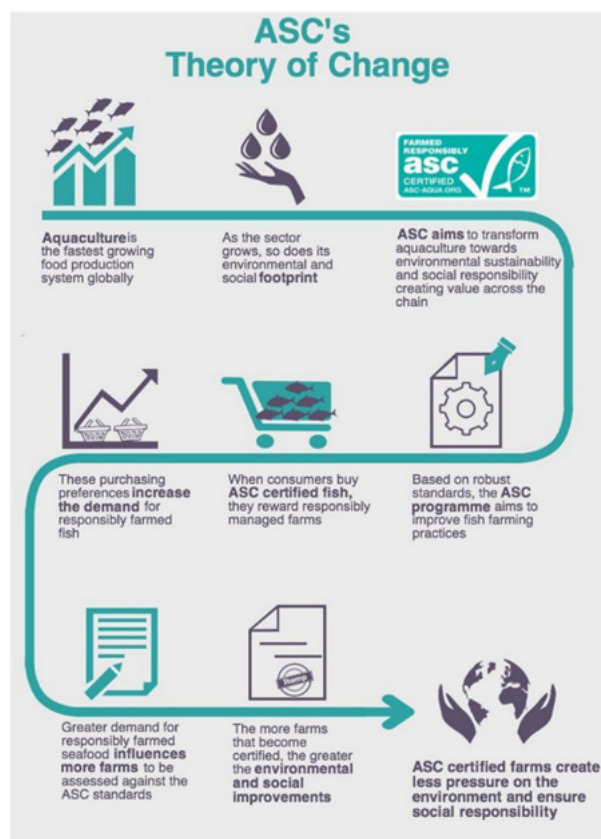 ASC's
Theory of Change
FARMED
RESPONSIBLY
asc
CERTIFIED
ASC-AQUA.ORG
TM
Aquaculture is
the fastest growing
food production
system globally
As the sector
grows, so does its
environmental and
social footprint
ASC aims to transform
aquaculture towards
environmental sustainability
and social responsibility
creating value across the
chain
Based on robust
standards, the ASC
programme aims to
improve fish farming
practices
When consumers buy
ASC certified fish,
they reward responsibly
managed farms
These purchasing
preferences increase
the demand for
responsibly farmed
fish
Greater demand for
responsibly farmed
seafood influences
more farms to be
assessed against the
ASC standards
Stamp
The more farms
that become
certified, the greater
the environmental
and social
improvements
ASC certified farms create
less pressure on the
environment and ensure
social responsibility